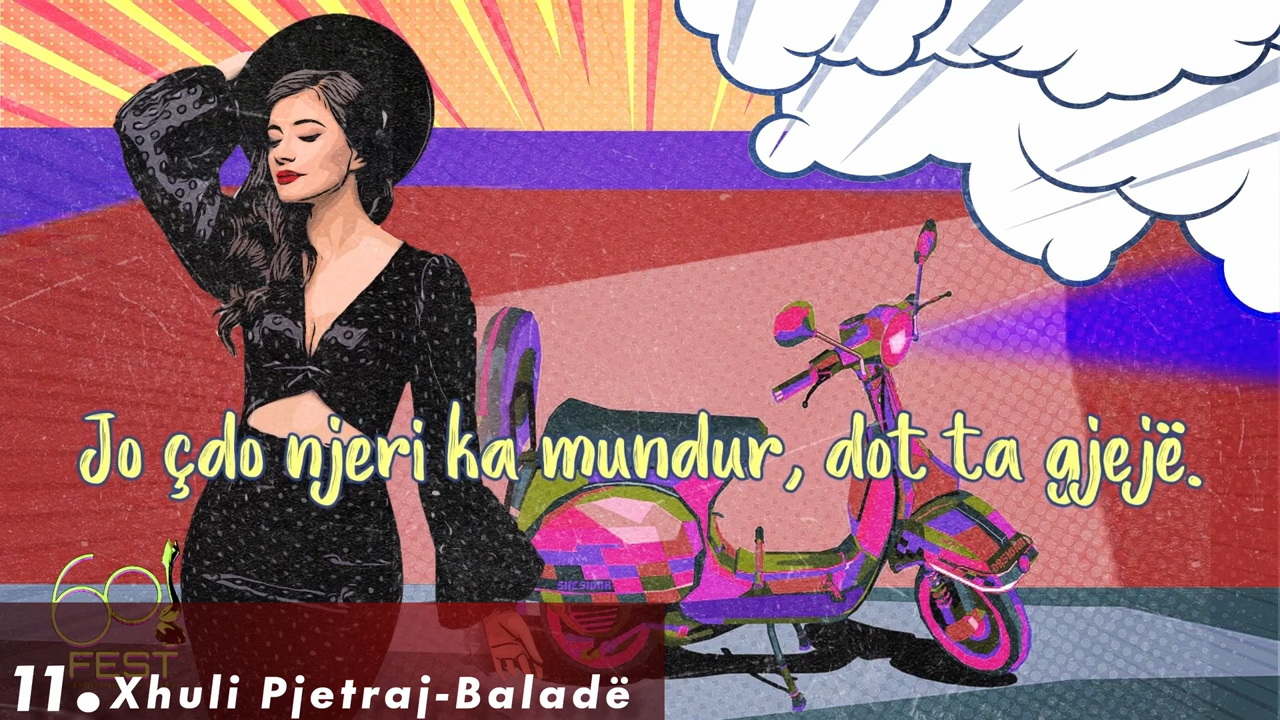 Jo çdo njeri ka mundur, dot ta gjejë.
60
FEST
11. Xhuli Pjetraj-Baladë